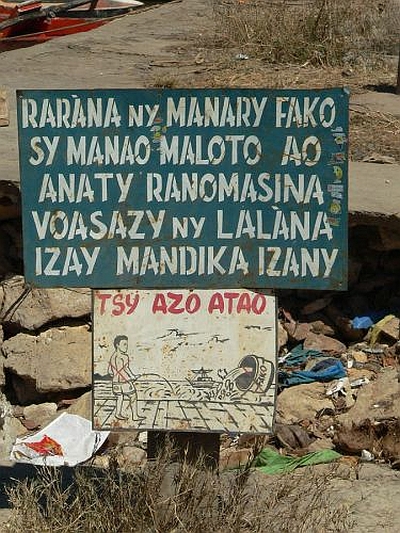 RARÀNA NY MANARY FAKO
SY MANAO MALOTO AO
ANATY RANOMASINA
VOASAZY NY LALÀNA
IZAY MANDIKA IZANY
TSY AZO ATAO